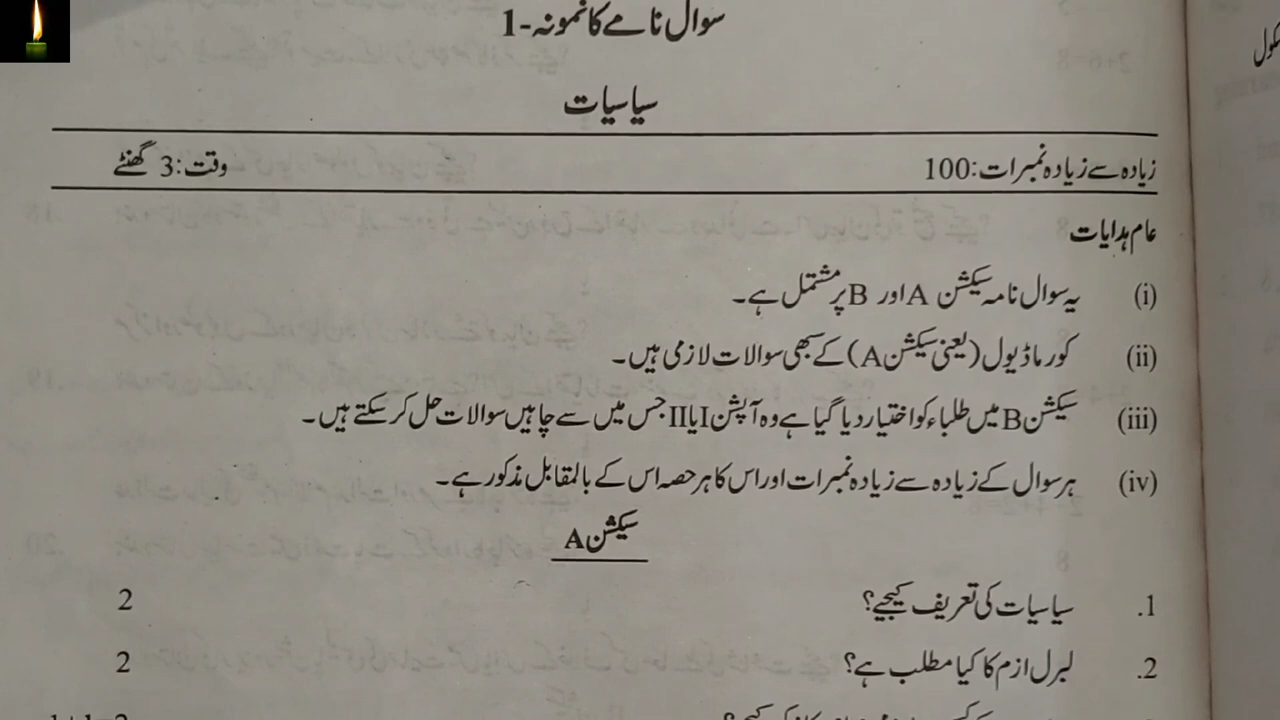 سوال نامے کا نمونہ-1
سیاسیات
زیادہ سے زیادہ نمبرات:100 وقت:3 گھنٹے
عام ہدایات
(i) یہ سوال نامہ سیکشن A اور B پر مشتمل ہے۔
(ii) کور ماڈیول (یعنی سیکشن A) کے سبھی سوالات لازمی ہیں۔
(iii) سیکشن B میں طلباء کو اختیار دیا گیا ہے وہ آپشن I یا II جس میں سے چاہیں سوالات حل کر سکتے ہیں۔
(iv) ہر سوال کے زیادہ سے زیادہ نمبرات اور اس کا ہر حصہ اس کے بالمقابل مذکور ہے۔
سیکشن A
1. سیاسیات کی تعریف کیجیے؟ 2
2. لبرل ازم کا کیا مطلب ہے؟ 2